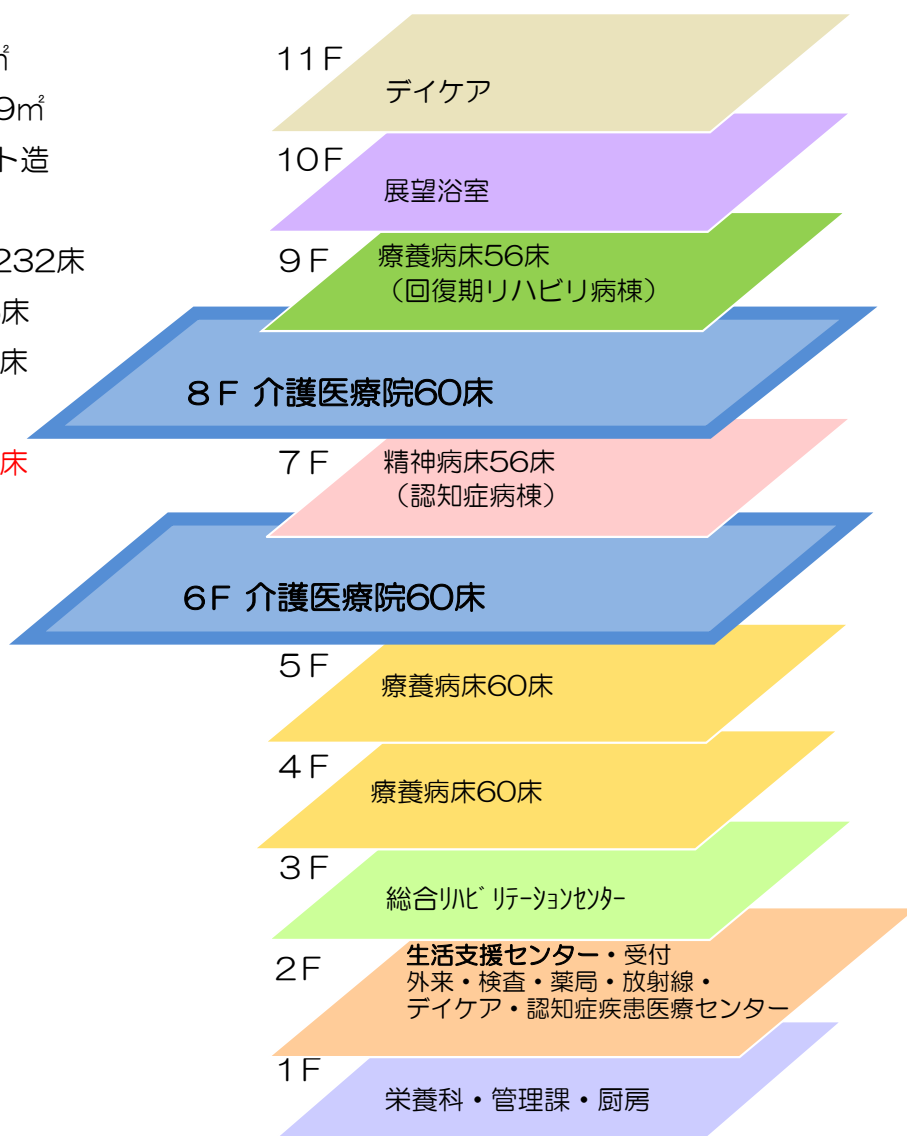 ㎡
9㎡
ト造
232床
床
床
床
11F
デイケア
10F
展望浴室
9F
療養病床56床
（回復期リハビリ病棟）
8F 介護医療院60床
7F
精神病床56床
（認知症病棟）
6F 介護医療院60床
5F
療養病床60床
4F
療養病床60床
3F
総合ﾘﾊﾋﾞﾘﾃｰｼｮﾝｾﾝﾀｰ
2F
生活支援センター・受付
外来・検査・薬局・放射線・
デイケア・認知症疾患医療センター
1F
栄養科・管理課・厨房